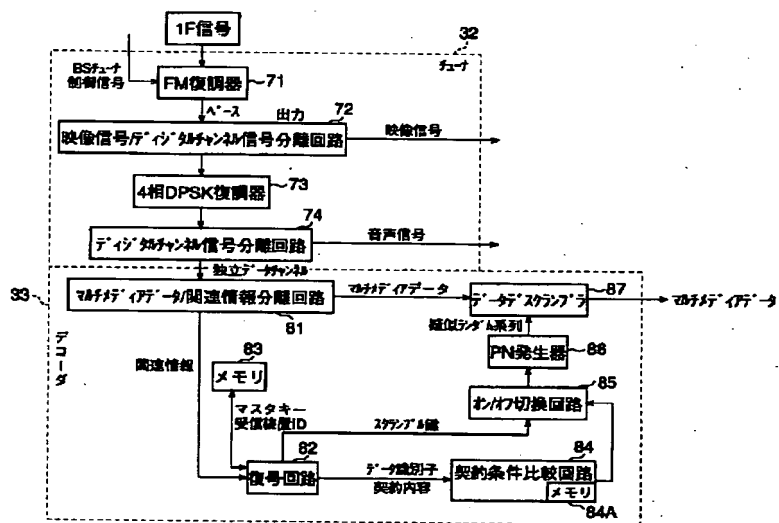 1F信号
32
チューナ
BSチューナ
制御信号
FM復調器
71
ベース
出力
72
映像信号/ディジタルチャンネル信号分離回路
映像信号
4相DPSK復調器
73
74
ディジタルチャンネル信号分離回路
音声信号
独立データチャンネル
33
デコーダ
マルチメディアデータ/関連情報分離回路
81
マルチメディアデータ
データデスクランブラ
87
マルチメディアデータ
疑似ランダム系列
PN発生器
86
関連情報
83
メモリ
マスタキー
受信装置ID
85
オン/オフ切換回路
スクランブル鍵
82
復号回路
データ識別子
契約内容
84
契約条件比較回路
メモリ
84A